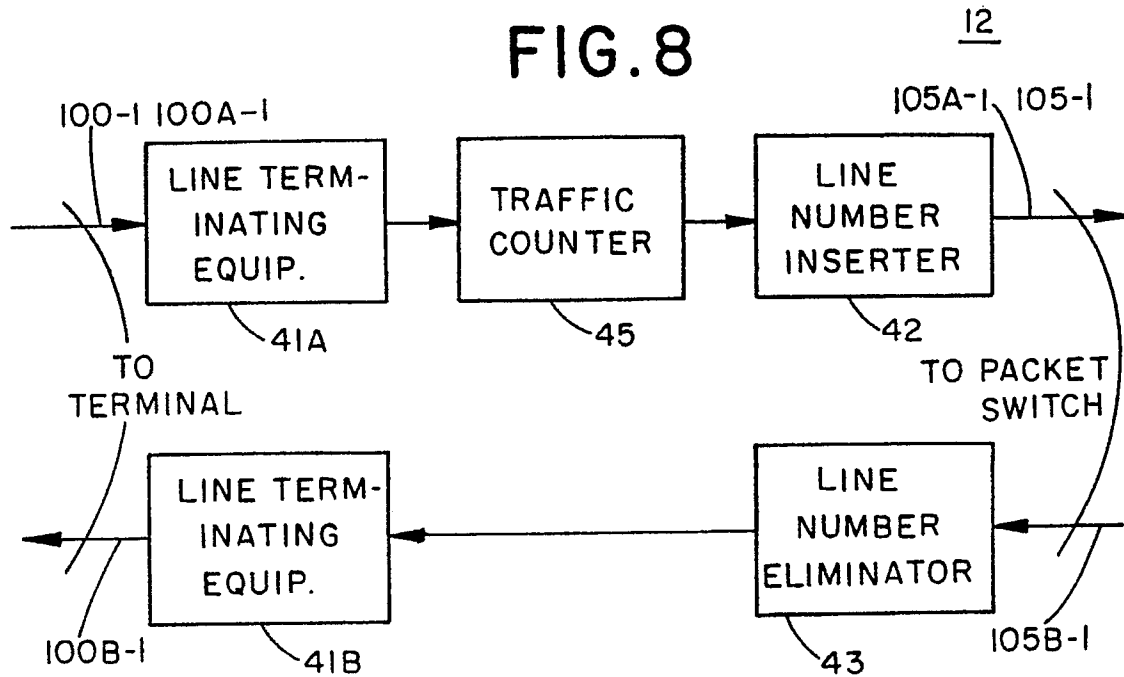 FIG. 8
12
100-1 100A-1
105A-1 105-1
LINE TERM-
INATING
EQUIP.
41A
TRAFFIC
COUNTER
45
LINE
NUMBER
INSERTER
42
TO
TERMINAL
TO PACKET
SWITCH
LINE TERM-
INATING
EQUIP.
41B
LINE
NUMBER
ELIMINATOR
43
100B-1
105B-1